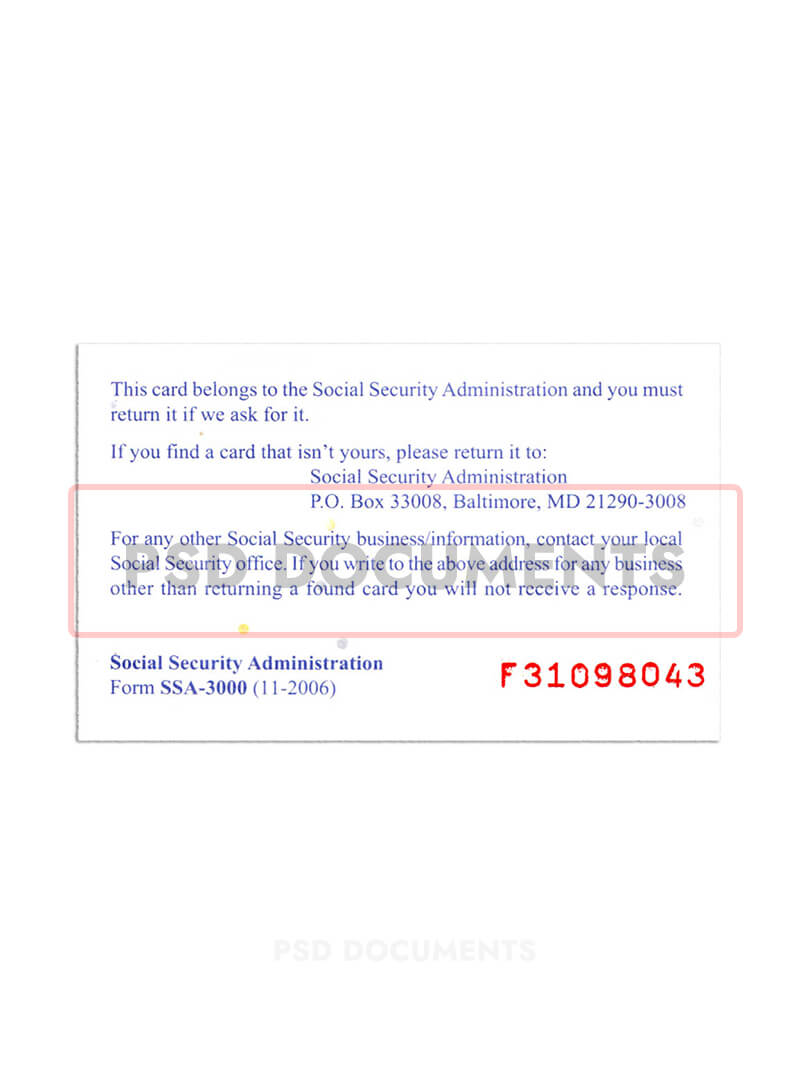 This card belongs to the Social Security Administration and you must
return it if we ask for it.
If you find a card that isn't yours, please return it to:
Social Security Administration
P.O. Box 33008, Baltimore, MD 21290-3008
For any other Social Security business/information, contact your local
Social Security office. If you write to the above address for any business
other than returning a found card you will not receive a response.
PSD DOCUMENTS
Social Security Administration
Form SSA-3000 (11-2006)
F31098043
PSD DOCUMENTS